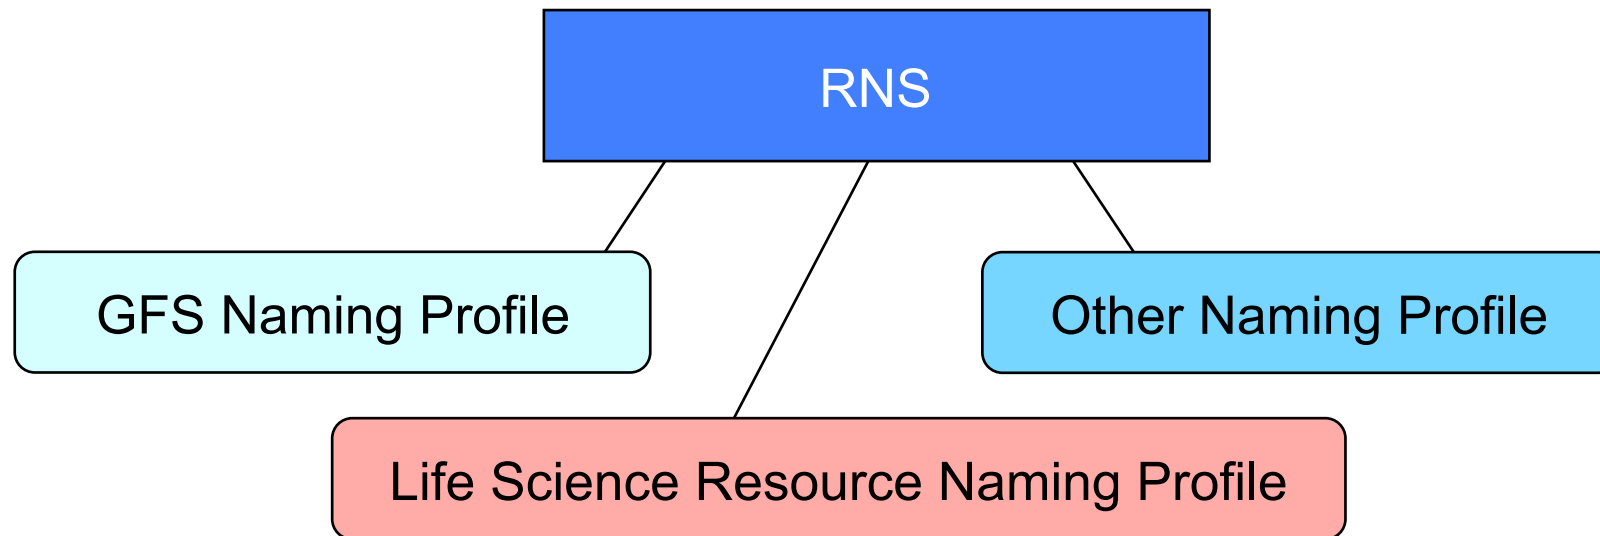 RNS
GFS Naming Profile
Other Naming Profile
Life Science Resource Naming Profile